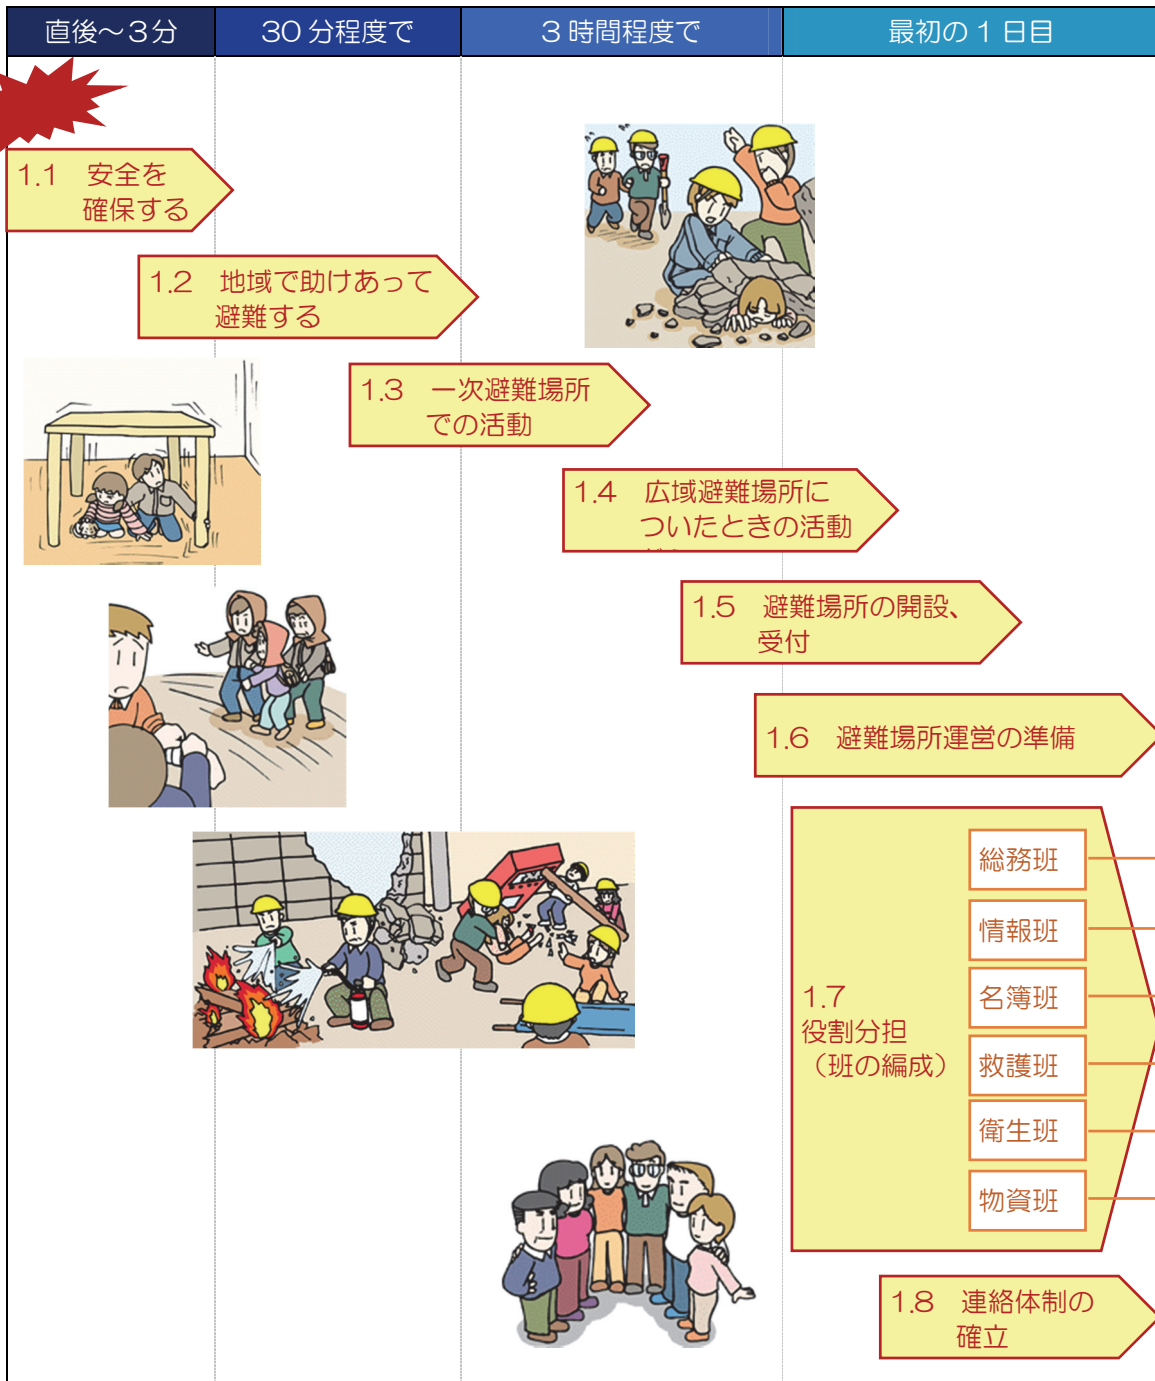 直後～3分
30分程度で
3時間程度で
最初の1日目
1.1 安全を
確保する
1.2 地域で助けあって
避難する
1.3 一次避難場所
での活動
1.4 広域避難場所に
ついたときの活動
1.5 避難場所の開設、
受付
1.6 避難場所運営の準備
1.7
役割分担
（班の編成）
総務班
情報班
名簿班
救護班
衛生班
物資班
1.8 連絡体制の
確立